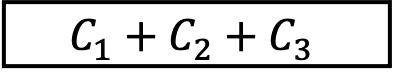 C₁ + C₂ + C₃